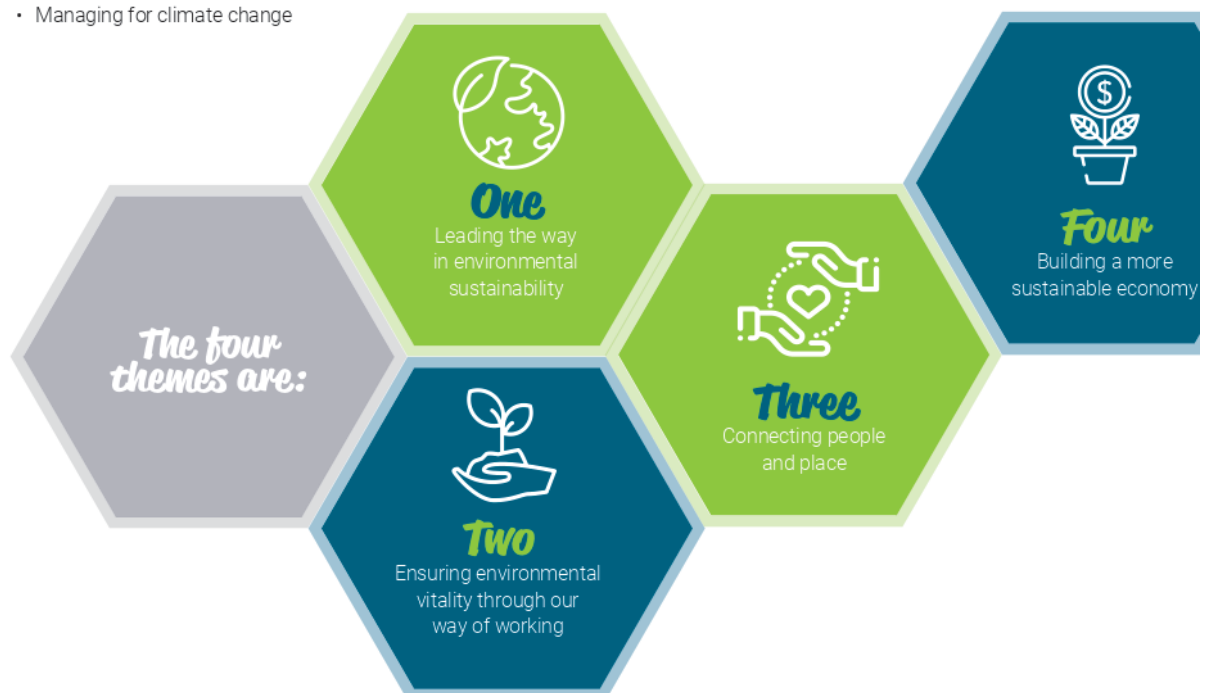 • Managing for climate change
The four
themes are:
One
Leading the way
in environmental
sustainability
Two
Ensuring environmental
vitality through our
way of working
Three
Connecting people
and place
Four
Building a more
sustainable economy
$